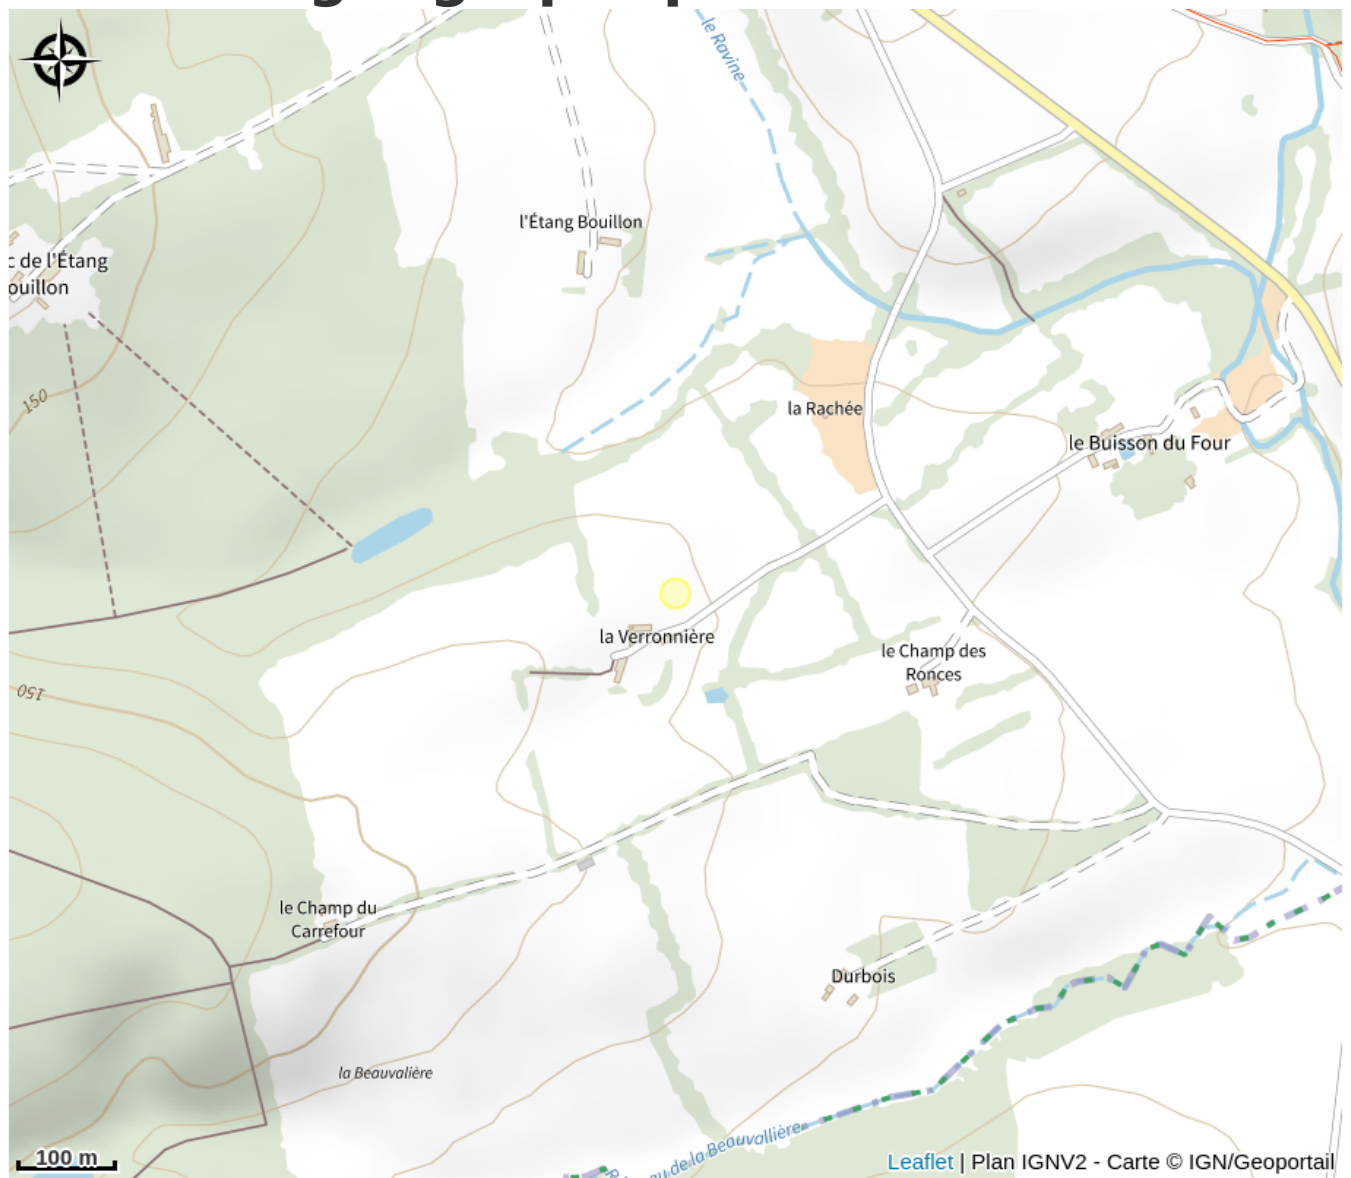 le Ravine
l'Étang Bouillon
c de l'Étang
ouillon
150
la Rachée
le Buisson du Four
la Verronnière
le Champ des
Ronces
150
le Champ du
Carrefour
Durbois
la Beauvalière
de la Beauvallière
100 m
Leaflet | Plan IGNV2 - Carte © IGN/Geoportail